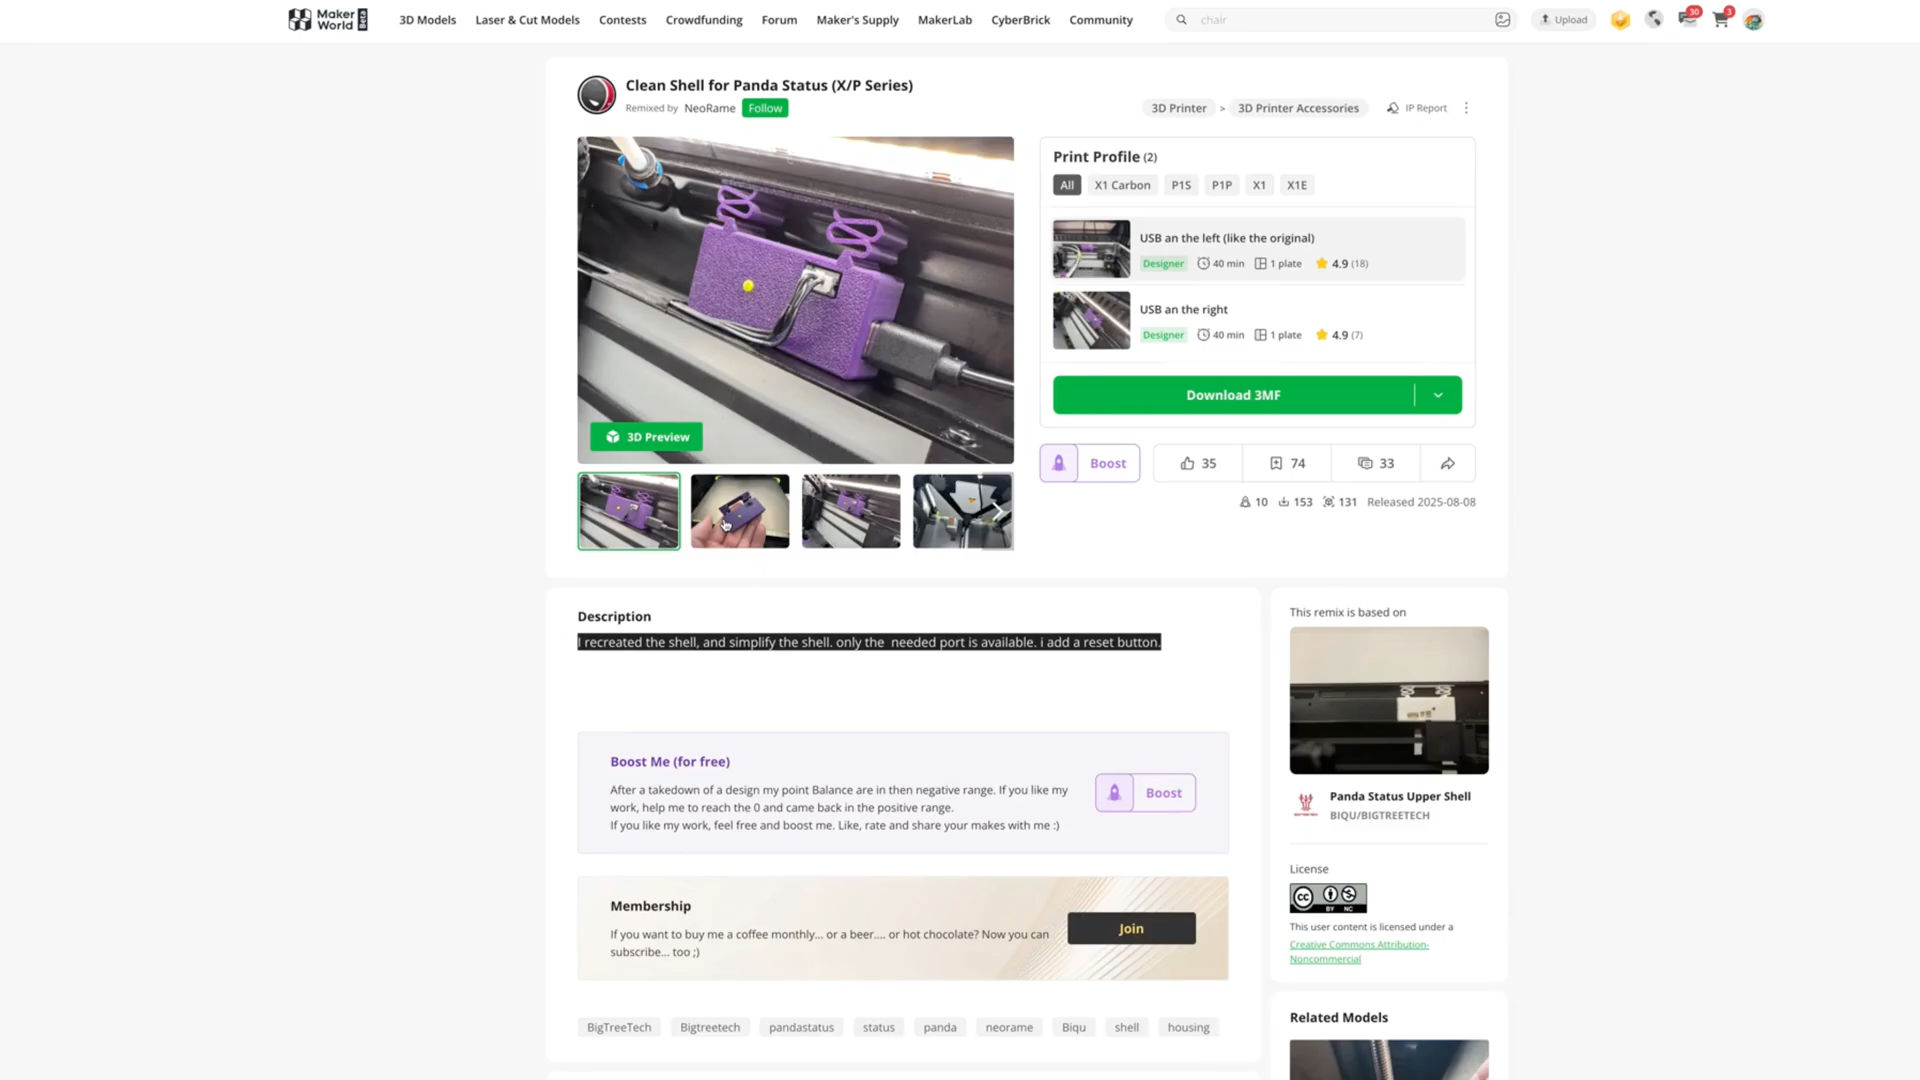 Maker World Beta
3D Models
Laser & Cut Models
Contests
Crowdfunding
Forum
Maker's Supply
MakerLab
CyberBrick
Community
chair
Upload
30
3
Clean Shell for Panda Status (X/P Series)
Remixed by NeoRame Follow
3D Printer > 3D Printer Accessories
IP Report
3D Preview
Print Profile (2)
All
X1 Carbon
P1S
P1P
X1
X1E
USB an the left (like the original)
Designer 40 min 1 plate 4.9 (18)
USB an the right
Designer 40 min 1 plate 4.9 (7)
Download 3MF
Boost
35
74
33
10 153 131 Released 2025-08-08
Description
I recreated the shell, and simplify the shell. only the  needed port is available. i add a reset button.
Boost Me (for free)
After a takedown of a design my point Balance are in then negative range. If you like my
work, help me to reach the 0 and came back in the positive range.
If you like my work, feel free and boost me. Like, rate and share your makes with me :)
Boost
Membership
If you want to buy me a coffee monthly... or a beer.... or hot chocolate? Now you can
subscribe... too ;)
Join
BigTreeTech
Bigtreetech
pandastatus
status
panda
neorame
Biqu
shell
housing
This remix is based on
Panda Status Upper Shell
BIQU/BIGTREETECH
License
CC BY NC
This user content is licensed under a
Creative Commons Attribution-
Noncommercial
Related Models